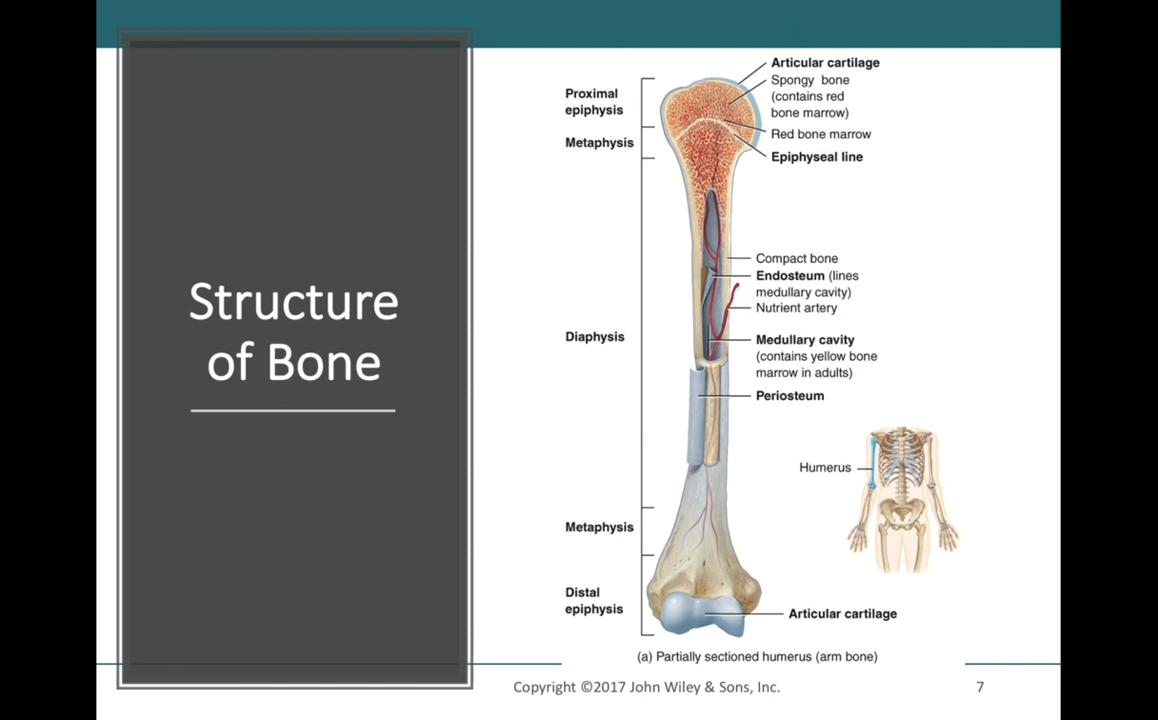 Structure
of Bone
Proximal
epiphysis
Metaphysis
Diaphysis
Metaphysis
Distal
epiphysis
Articular cartilage
Spongy bone
(contains red
bone marrow)
Red bone marrow
Epiphyseal line
Compact bone
Endosteum (lines
medullary cavity)
Nutrient artery
Medullary cavity
(contains yellow bone
marrow in adults)
Periosteum
Humerus
Articular cartilage
(a) Partially sectioned humerus (arm bone)
Copyright ©2017 John Wiley & Sons, Inc.
7